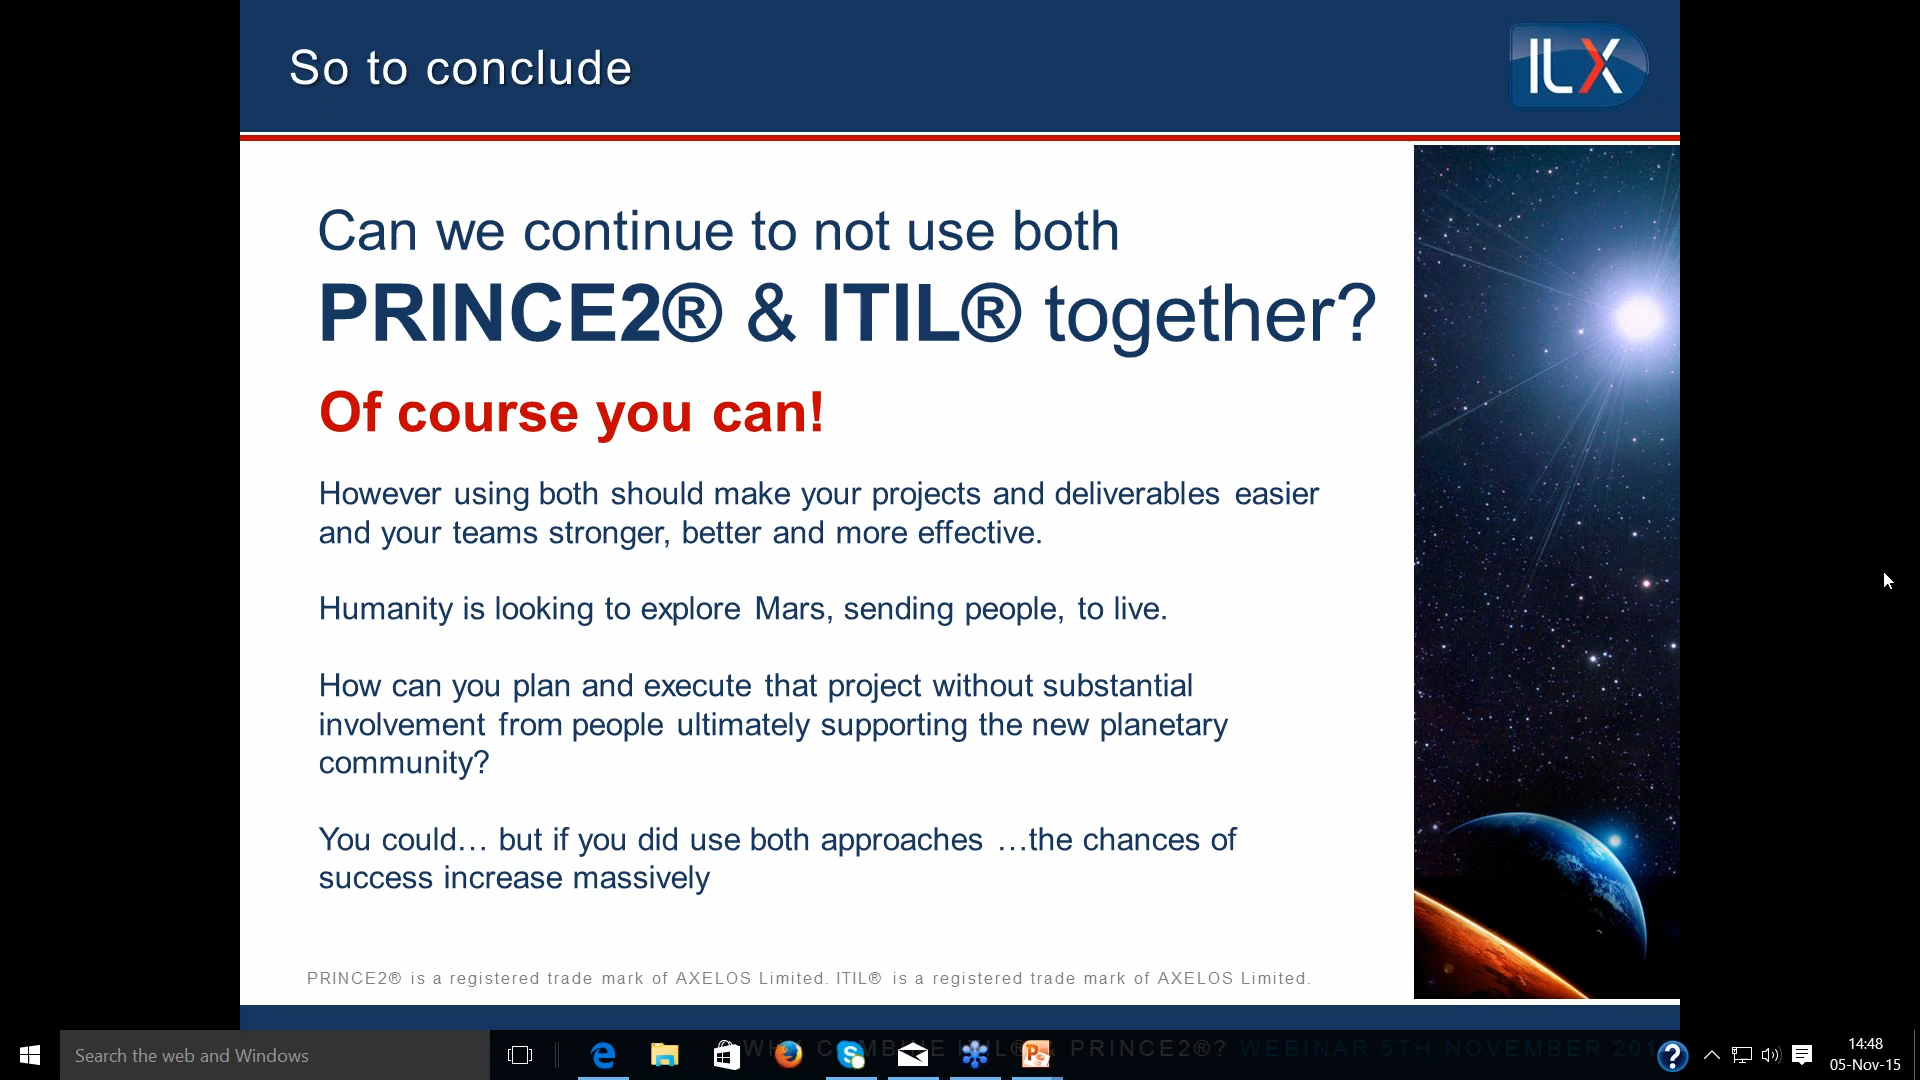 So to conclude
ILX
Can we continue to not use both
PRINCE2® & ITIL® together?
Of course you can!
However using both should make your projects and deliverables easier
and your teams stronger, better and more effective.
Humanity is looking to explore Mars, sending people, to live.
How can you plan and execute that project without substantial
involvement from people ultimately supporting the new planetary
community?
You could… but if you did use both approaches …the chances of
success increase massively
PRINCE2® is a registered trade mark of AXELOS Limited. ITIL® is a registered trade mark of AXELOS Limited.
Search the web and Windows
PRINCE2®? WEBINAR 5TH NOVEMBER
14:48
05-Nov-15